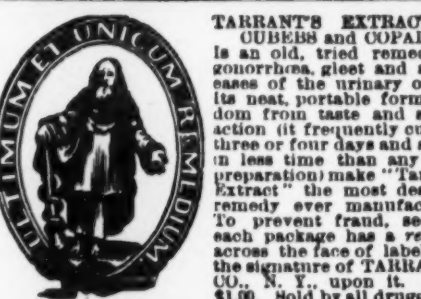 ULTIMUM ET UNICUM REMEDIUM
TARRANT'S EXTRAC
CUBEBS and COPAI
is an old, tried remed
gonorrhœa, gleet and
eases of the urinary o
Its neat, portable form
dom from taste and
action (it frequently cu
three or four days and
in less time than any
preparation) make "Tar
Extract" the most des
remedy ever manufac
To prevent fraud, se
each package has a re
across the face of labe
the signature of TARRA
CO., N. Y., upon it.
$1.00. Sold by all drugg